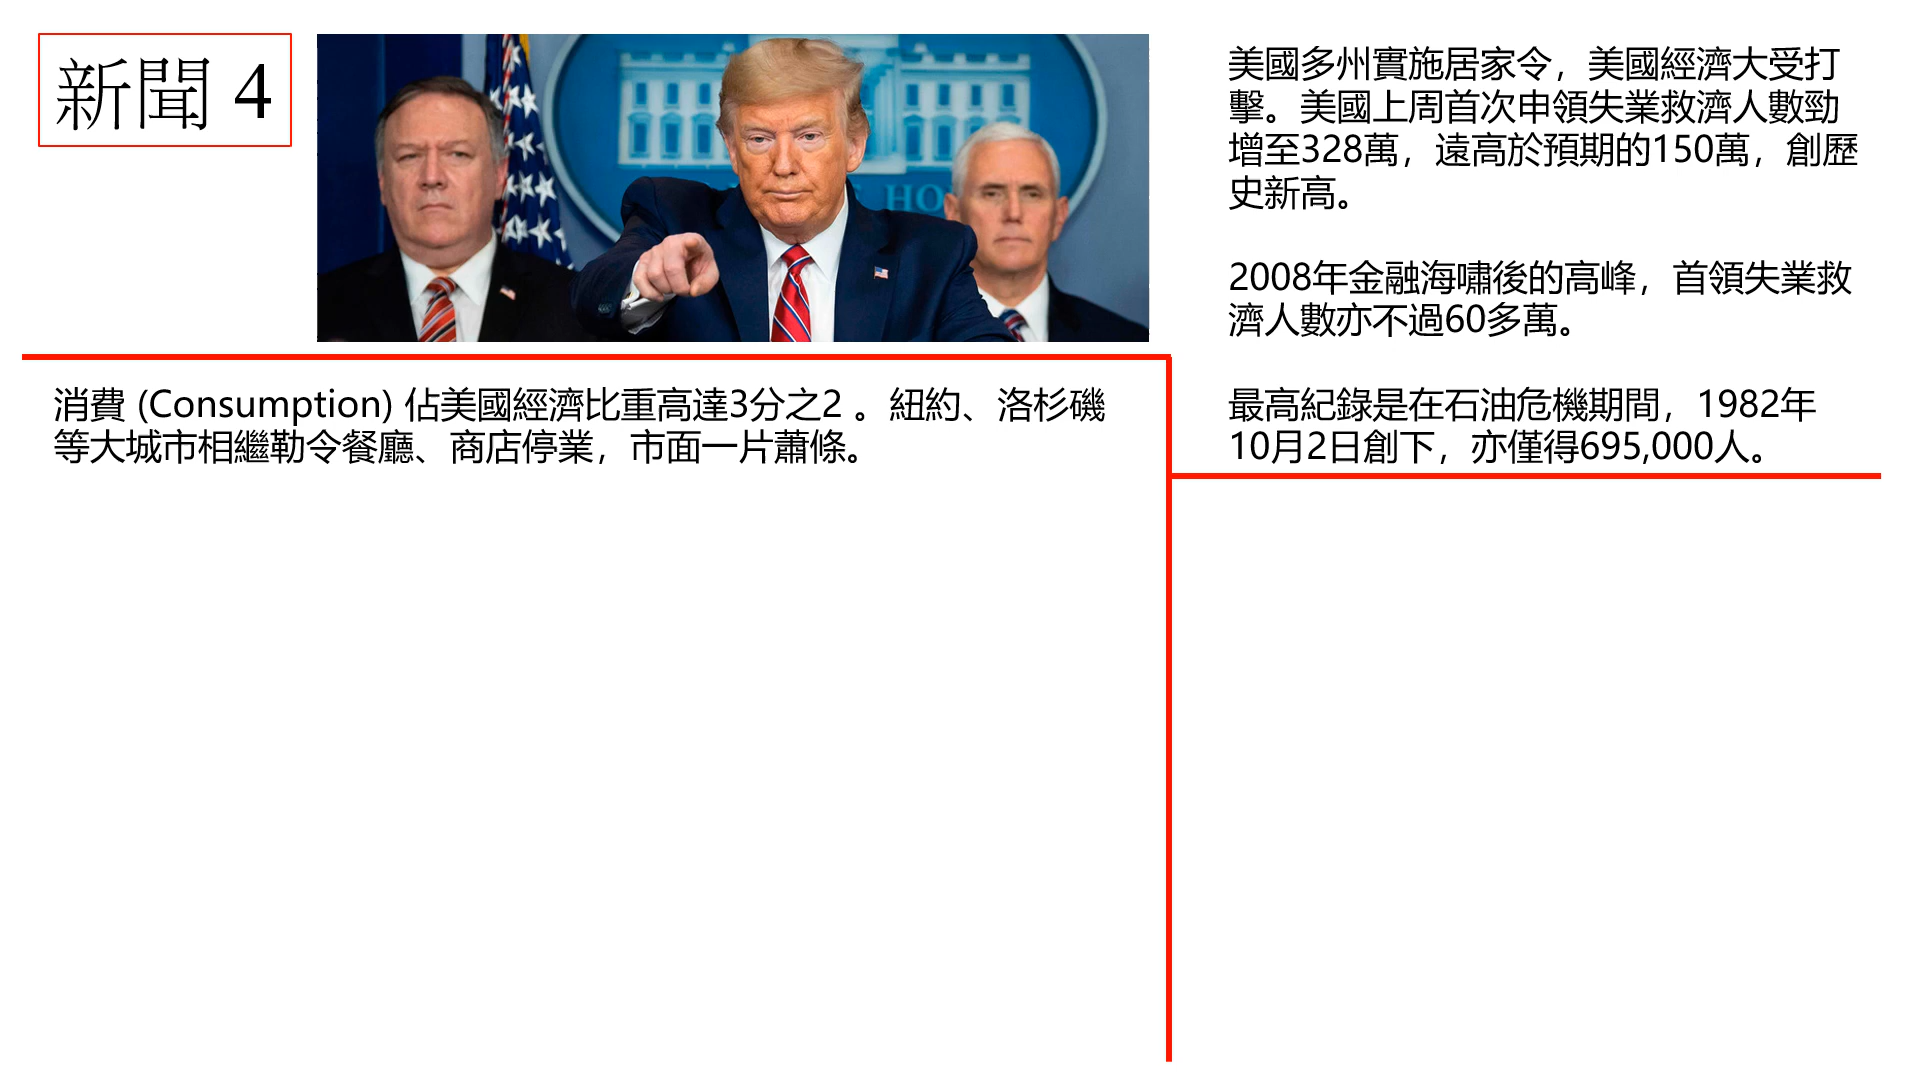 新聞 4
HO
美國多州實施居家令，美國經濟大受打
擊。美國上周首次申領失業救濟人數勁
增至328萬，遠高於預期的150萬，創歷
史新高。
2008年金融海嘯後的高峰，首領失業救
濟人數亦不過60多萬。
最高紀錄是在石油危機期間，1982年
10月2日創下，亦僅得695,000人。
消費 (Consumption) 佔美國經濟比重高達3分之2 。紐約、洛杉磯
等大城市相繼勒令餐廳、商店停業，市面一片蕭條。